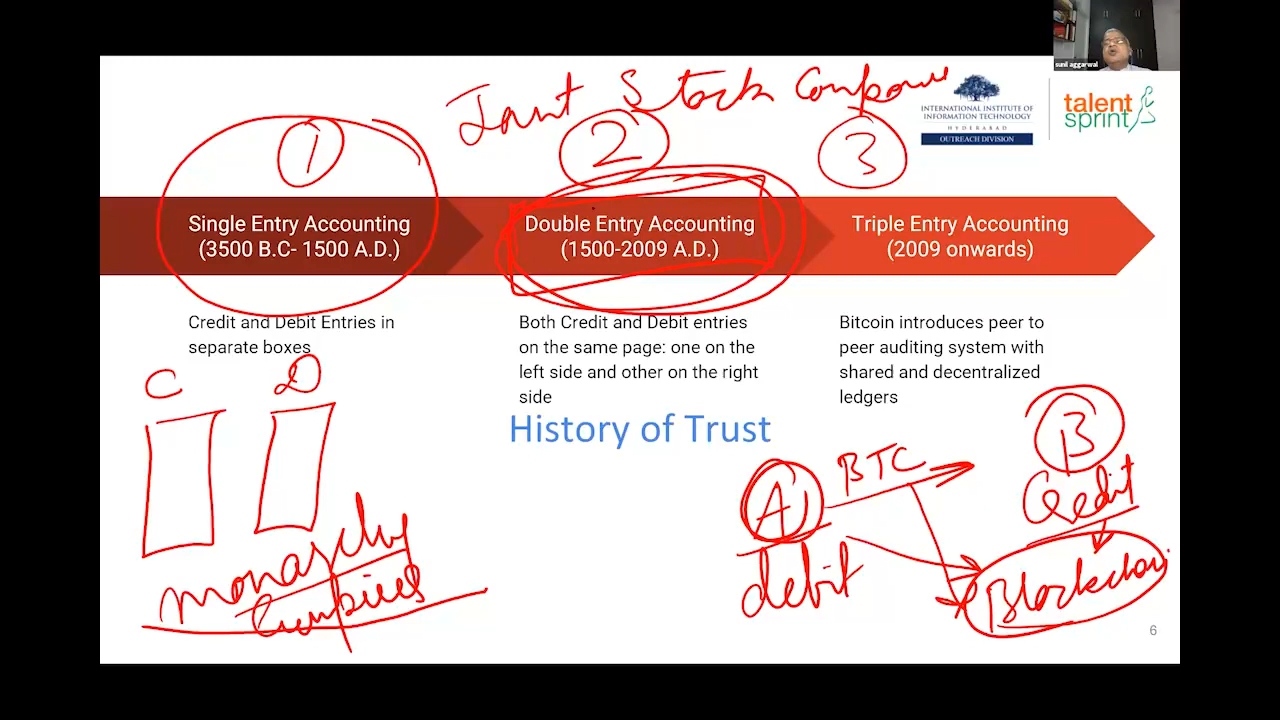 sunil aggarwal
Joint Stock Company
INTERNATIONAL INSTITUTE OF
INFORMATION TECHNOLOGY
HYDERABAD
OUTREACH DIVISION
talent
sprint
1
2
3
Single Entry Accounting
(3500 B.C- 1500 A.D.)
Double Entry Accounting
(1500-2009 A.D.)
Triple Entry Accounting
(2009 onwards)
Credit and Debit Entries in
separate boxes
Both Credit and Debit entries
on the same page: one on the
left side and other on the right
side
Bitcoin introduces peer to
peer auditing system with
shared and decentralized
ledgers
C D
monarchy
Empires
History of Trust
A
BTC
B
Credit
debit
Blockchain
6